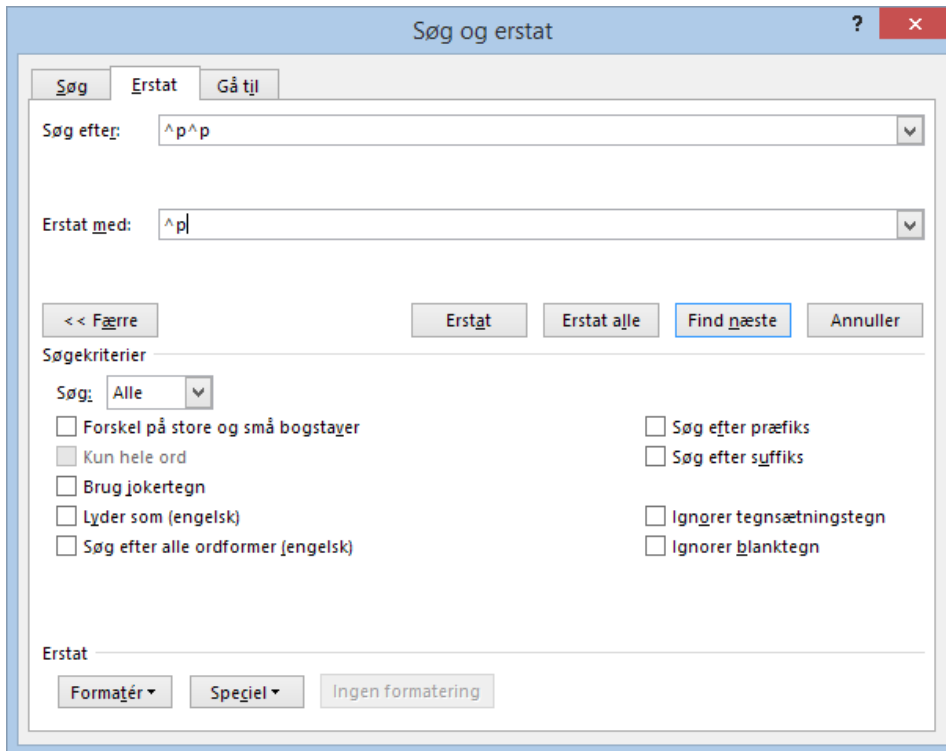 Søg og erstat
? ×
Søg Erstat Gå til
Søg efter: ^p^p
Erstat med: ^p
<< Færre Erstat Erstat alle Find næste Annuller
Søgekriterier
Søg: Alle
Forskel på store og små bogstaver Søg efter præfiks
Kun hele ord Søg efter suffiks
Brug jokertegn
Lyder som (engelsk) Ignorer tegnsætningstegn
Søg efter alle ordformer (engelsk) Ignorer blanktegn
Erstat
Formatér Speciel Ingen formatering